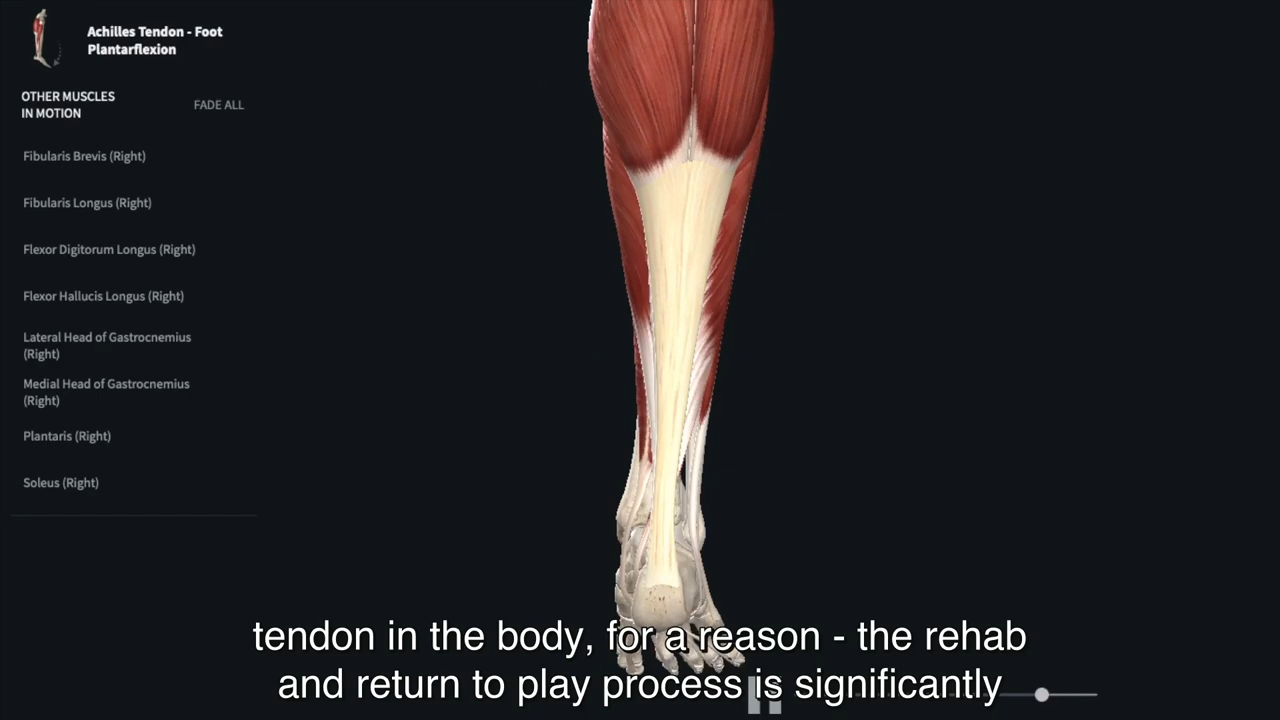 Achilles Tendon - Foot
Plantarflexion
OTHER MUSCLES
IN MOTION
FADE ALL
Fibularis Brevis (Right)
Fibularis Longus (Right)
Flexor Digitorum Longus (Right)
Flexor Hallucis Longus (Right)
Lateral Head of Gastrocnemius
(Right)
Medial Head of Gastrocnemius
(Right)
Plantaris (Right)
Soleus (Right)
tendon in the body, for a reason - the rehab
and return to play process is significantly